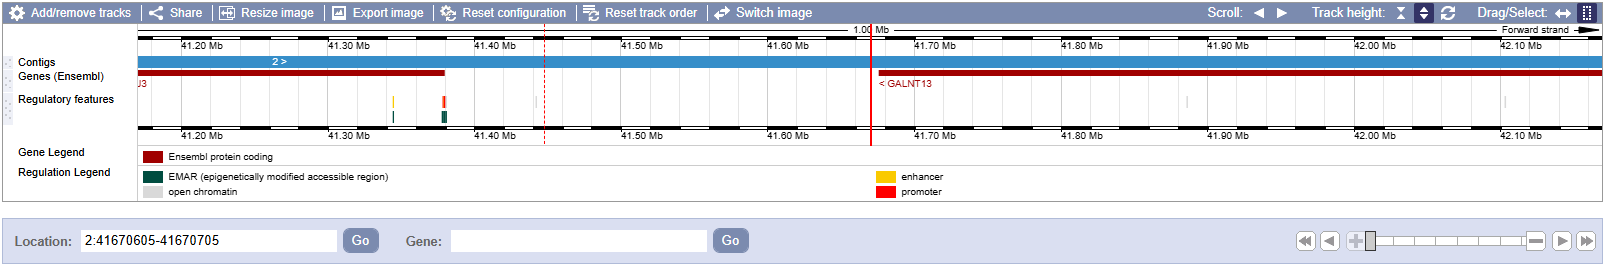 Add/remove tracks Share Resize image Export image Reset configuration Reset track order Switch image Scroll: Track height: Drag/Select:
1.00 Mb Forward strand
41.20 Mb 41.30 Mb 41.40 Mb 41.50 Mb 41.60 Mb 41.70 Mb 41.80 Mb 41.90 Mb 42.00 Mb 42.10 Mb
Contigs 2 >
Genes (Ensembl)
J3 < GALNT13
Regulatory features
41.20 Mb 41.30 Mb 41.40 Mb 41.50 Mb 41.60 Mb 41.70 Mb 41.80 Mb 41.90 Mb 42.00 Mb 42.10 Mb
Gene Legend Ensembl protein coding
Regulation Legend EMAR (epigenetically modified accessible region) enhancer
open chromatin promoter
Location: 2:41670605-41670705 Go Gene: Go